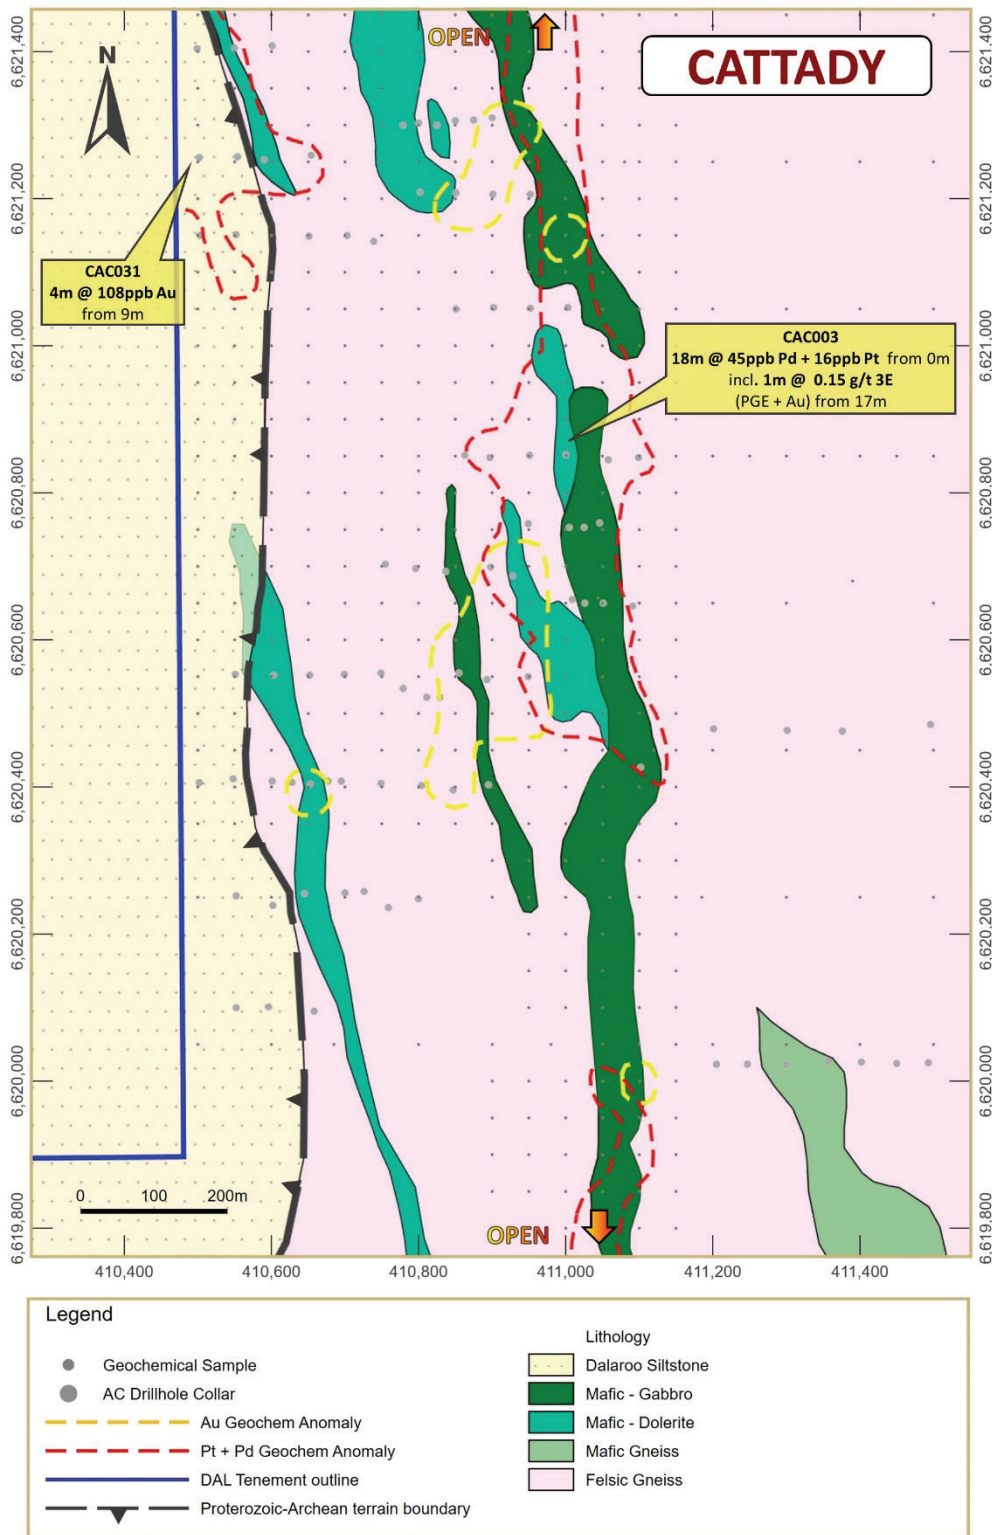 OPEN
CATTADY
N
CAC031
4m @ 108ppb Au
from 9m
CAC003
18m @ 45ppb Pd + 16ppb Pt from 0m
incl. 1m @ 0.15 g/t 3E
(PGE + Au) from 17m
6,621,400
6,621,200
6,621,000
6,620,800
6,620,600
6,620,400
6,620,200
6,620,000
6,619,800
6,621,400
6,621,200
6,621,000
6,620,800
6,620,600
6,620,400
6,620,200
6,620,000
6,619,800
0 100 200m
OPEN
410,400 410,600 410,800 411,000 411,200 411,400
Legend
Geochemical Sample
AC Drillhole Collar
Au Geochem Anomaly
Pt + Pd Geochem Anomaly
DAL Tenement outline
Proterozoic-Archean terrain boundary
Lithology
Dalaroo Siltstone
Mafic - Gabbro
Mafic - Dolerite
Mafic Gneiss
Felsic Gneiss